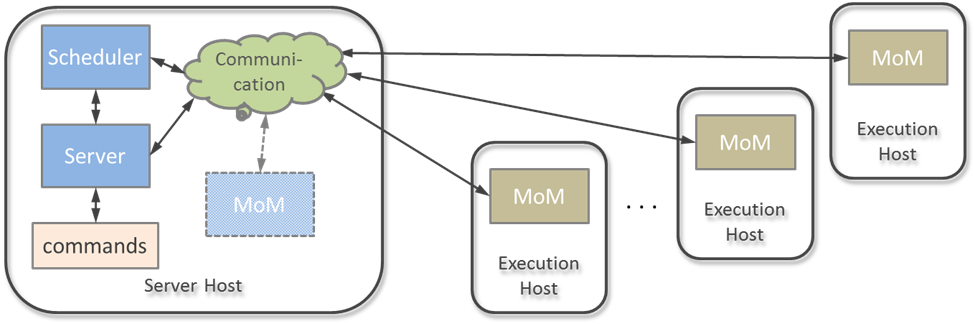 Scheduler
Communi-
cation
Server
MoM
commands
Server Host
MoM
Execution
Host
. . .
MoM
Execution
Host
MoM
Execution
Host